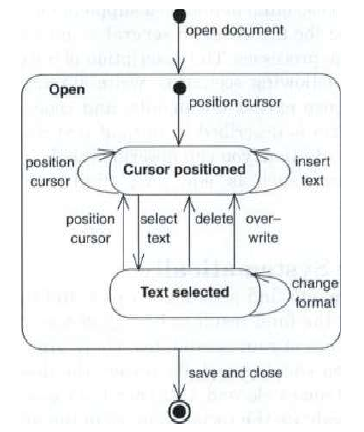 open document
Open
position cursor
position
cursor
Cursor positioned
insert
text
position
cursor
select
text
delete
over–
write
Text selected
change
format
save and close